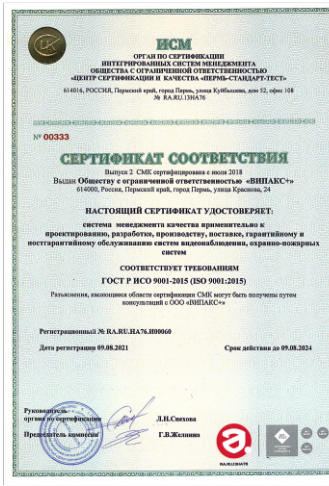 ИСМ
ОРГАН ПО СЕРТИФИКАЦИИ
ИНТЕГРИРОВАННЫХ СИСТЕМ МЕНЕДЖМЕНТА
ОБЩЕСТВА С ОГРАНИЧЕННОЙ ОТВЕТСТВЕННОСТЬЮ
«ЦЕНТР СЕРТИФИКАЦИИ И КАЧЕСТВА «ПЕРМЬ-СТАНДАРТ-ТЕСТ»
614016, РОССИЯ, Пермский край, город Пермь, улица Куйбышева, дом 52, офис 108
№ RA.RU.13НА76
№ 00333
СЕРТИФИКАТ СООТВЕТСТВИЯ
Выпуск 2 СМК сертифицирована с июля 2018
Выдан Обществу с ограниченной ответственностью «ВИПАКС+»
614000, Россия, Пермский край, город Пермь, улица Краснова, 24
НАСТОЯЩИЙ СЕРТИФИКАТ УДОСТОВЕРЯЕТ:
система менеджмента качества применительно к
проектированию, разработке, производству, поставке, гарантийному и
постгарантийному обслуживанию систем видеонаблюдения, охранно-пожарных
систем
СООТВЕТСТВУЕТ ТРЕБОВАНИЯМ
ГОСТ Р ИСО 9001-2015 (ISO 9001:2015)
Разъяснения, касающиеся области сертификации СМК могут быть получены путем
консультаций с ООО «ВИПАКС+»
Регистрационный № RA.RU.НА76.И00060
Дата регистрации 09.08.2021 Срок действия до 09.08.2024
Руководитель
органа по сертификации Л.Н.Свехова
Председатель комиссии Г.В.Желнина